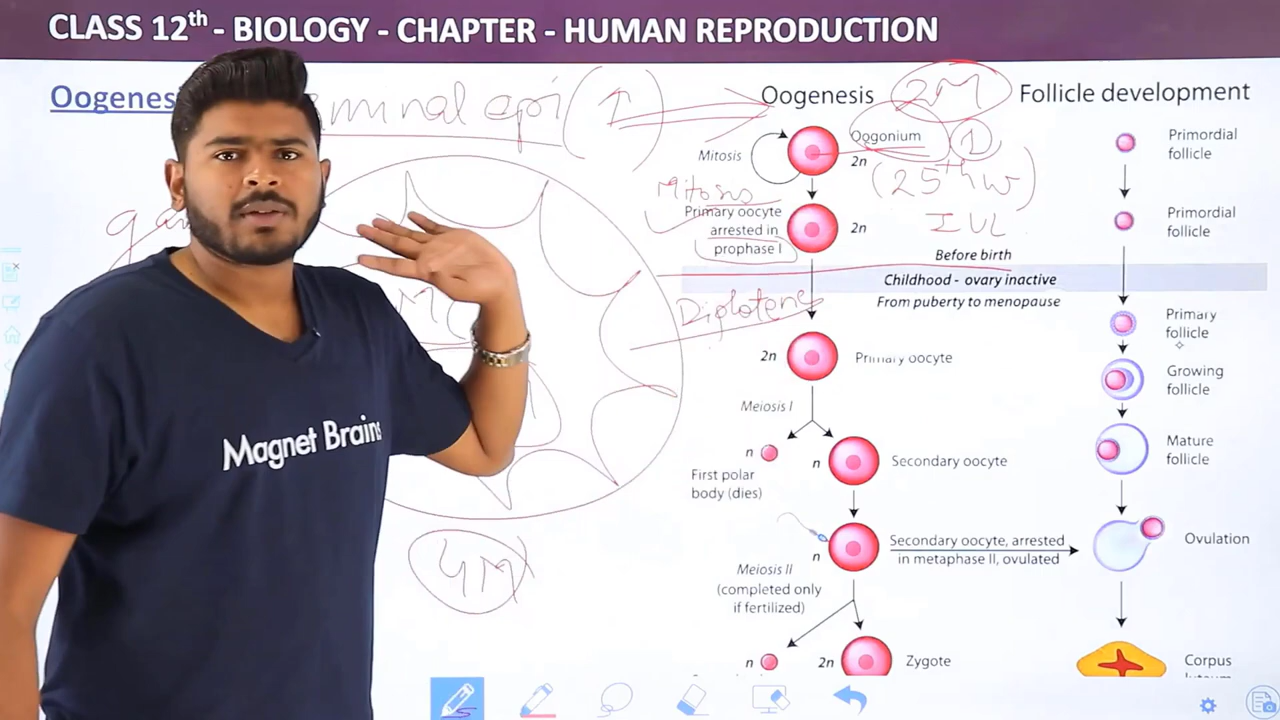 CLASS 12th - BIOLOGY - CHAPTER - HUMAN REPRODUCTION
Oogenes
minal epi (↑)
Oogenesis
2M
Follicle development
Mitosis
Oogonium
1
2n
Primordial
follicle
Mitosis
(25th W)
Primary oocyte
arrested in
prophase I
2n
Primordial
follicle
Before birth
Childhood - ovary inactive
From puberty to menopause
Diplotene
Primary
follicle
2n
Primary oocyte
Growing
follicle
Meiosis I
Magnet Brains
n
n
Secondary oocyte
Mature
follicle
First polar
body (dies)
4M
n
Secondary oocyte, arrested
in metaphase II, ovulated
Ovulation
Meiosis II
(completed only
if fertilized)
n
2n
Zygote
Corpus